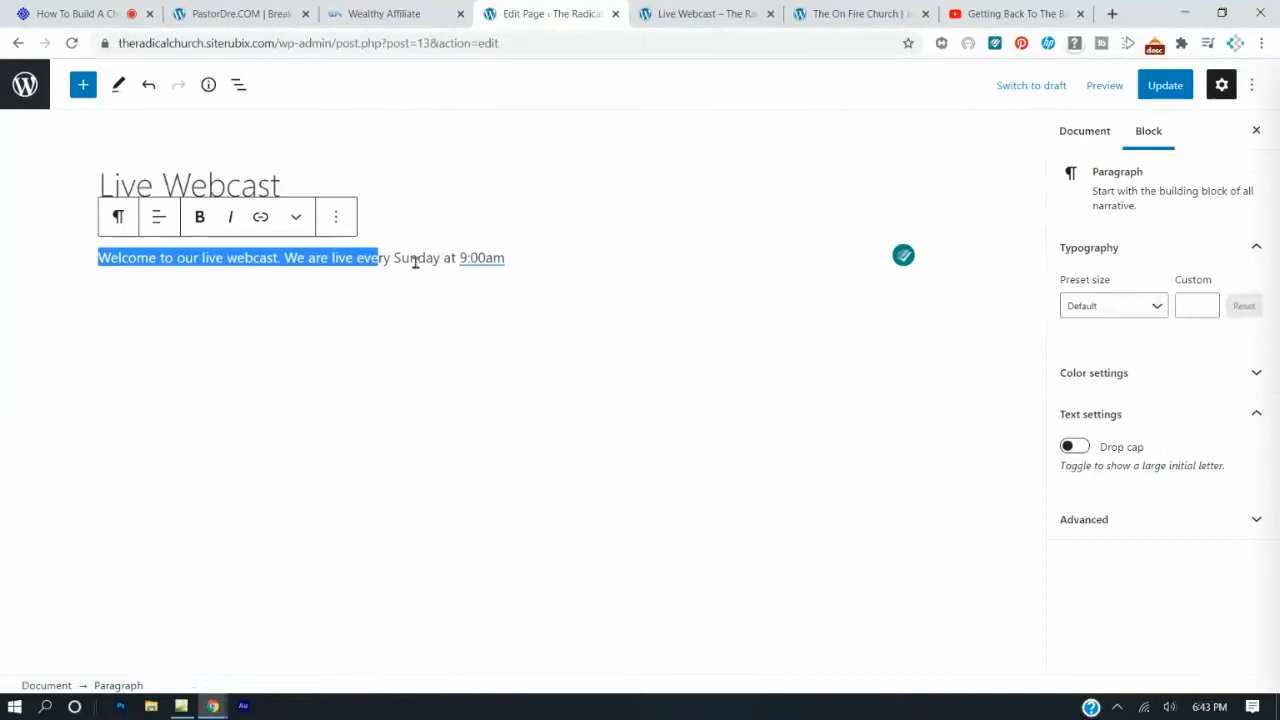 How To Build A C
PastorDre.COM | Break
Wealthy Affiliate
Edit Page ‹ The Radical
Live Webcast – The Ra
The On Fire Church | J
Getting Back To The B
theradicalchurch.siterubix.com/wp-admin/post.php?post=13&action=edit
desc
Switch to draft
Preview
Update
Document
Block
Live Webcast
Paragraph
Start with the building block of all
narrative.
B I
Welcome to our live webcast. We are live every Sunday at 9:00am
Typography
Preset size
Custom
Default
Reset
Color settings
Text settings
Drop cap
Toggle to show a large initial letter.
Advanced
Document → Paragraph
Ps
Au
6:43 PM